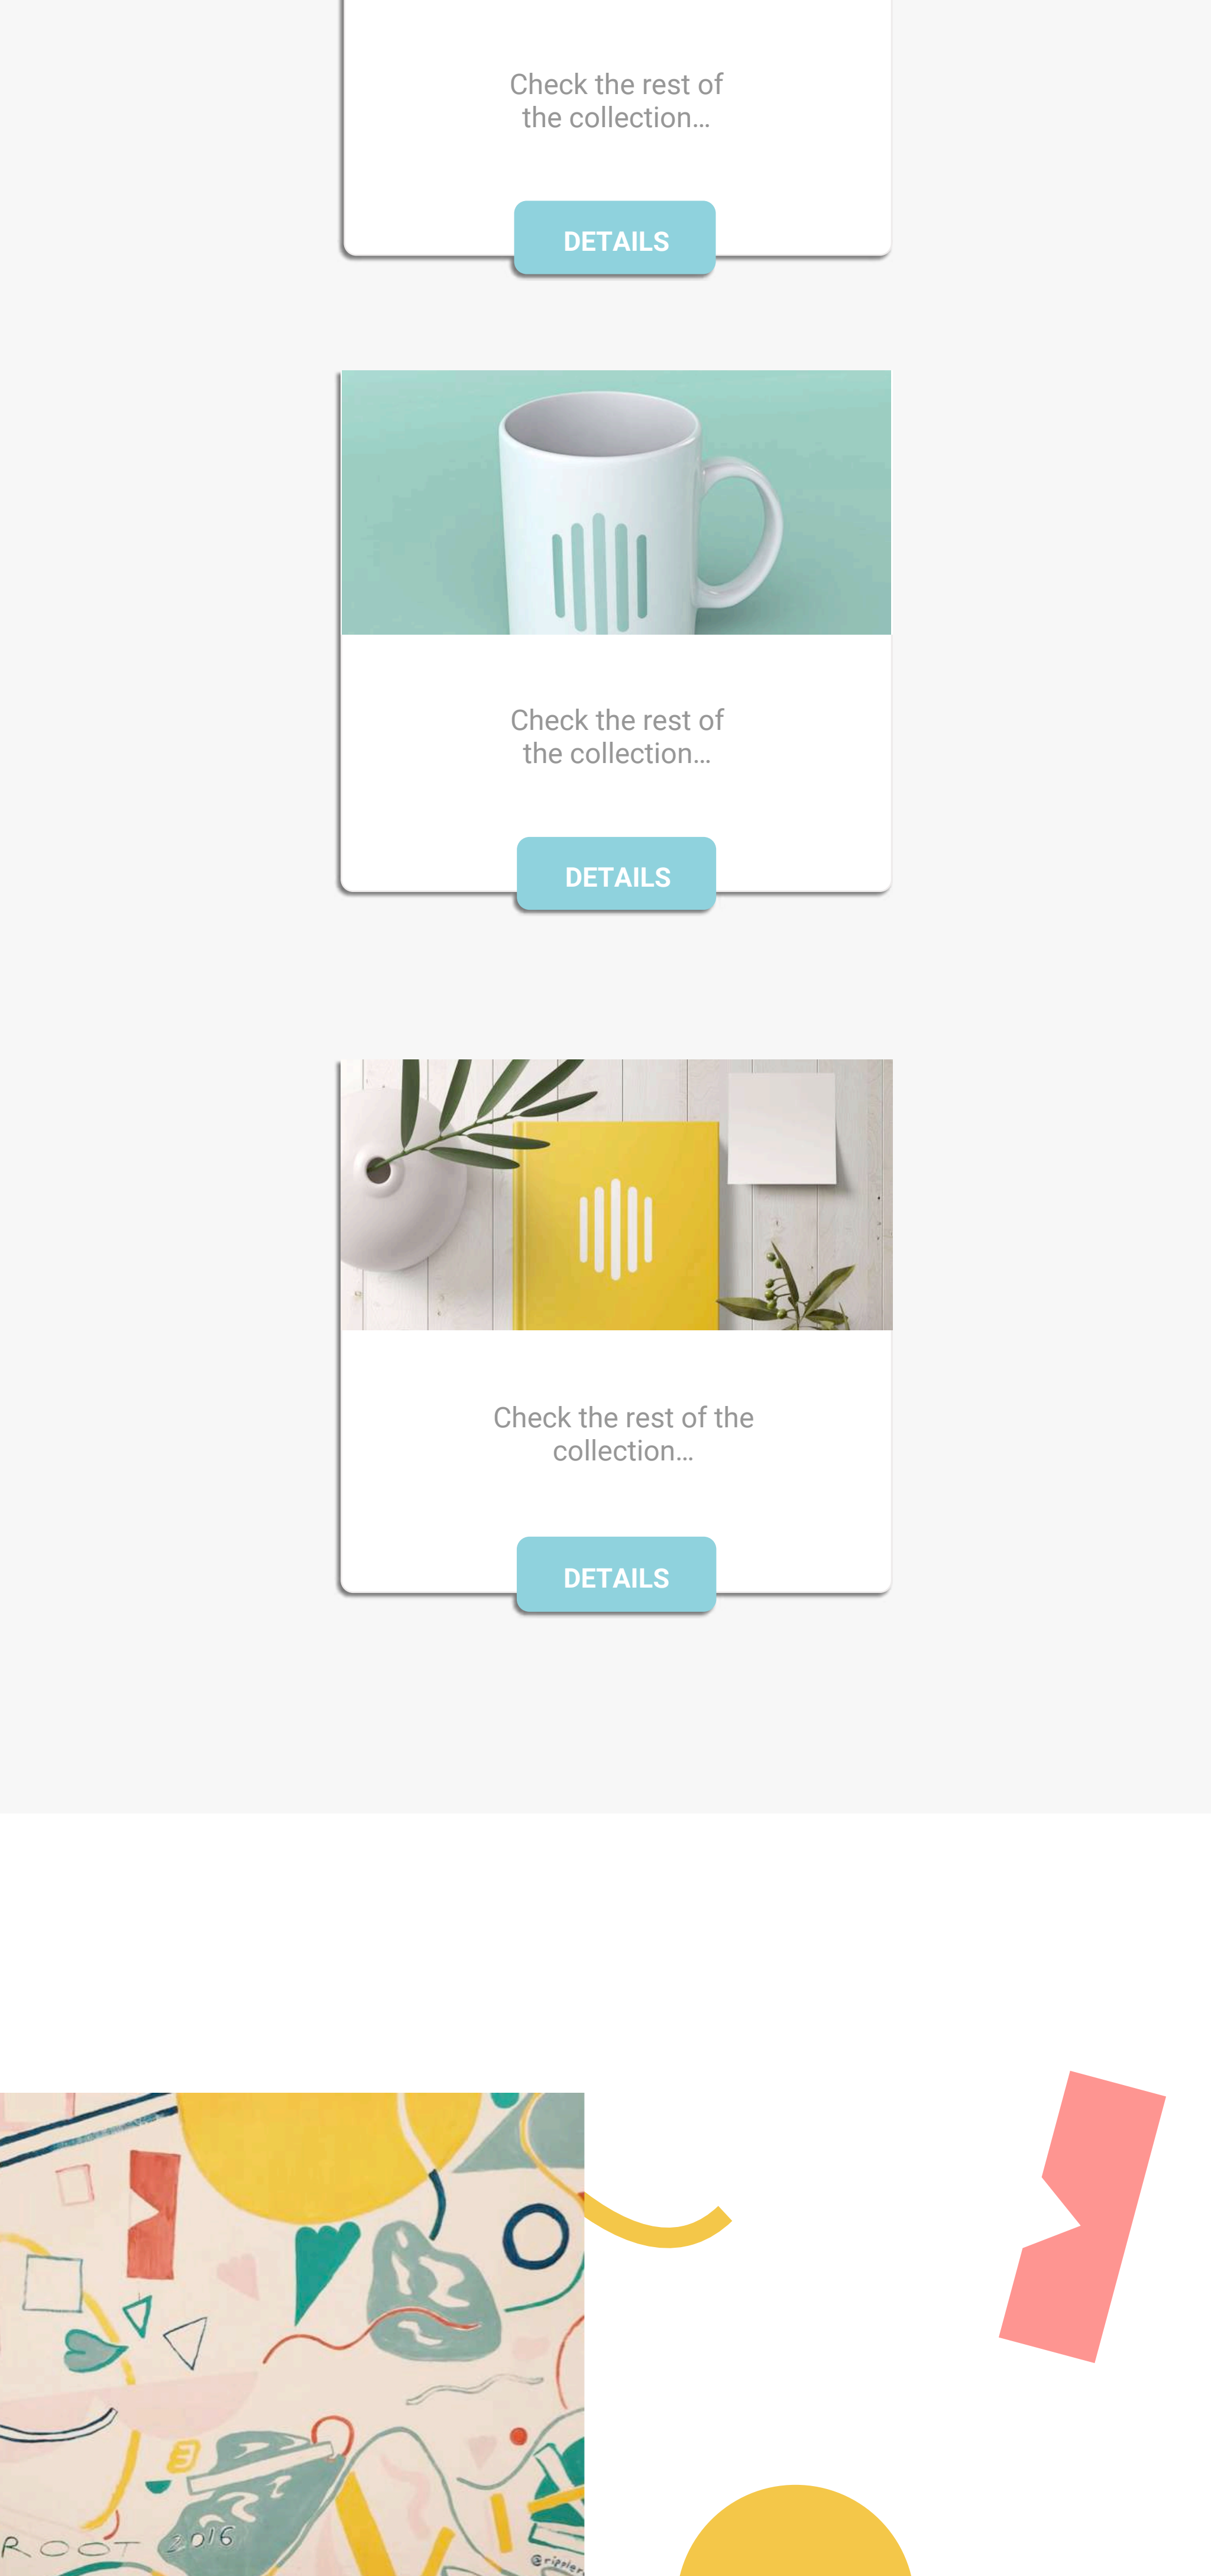 Check the rest of
the collection...
DETAILS
Check the rest of
the collection...
DETAILS
Check the rest of the
collection...
DETAILS
ROOT 2016